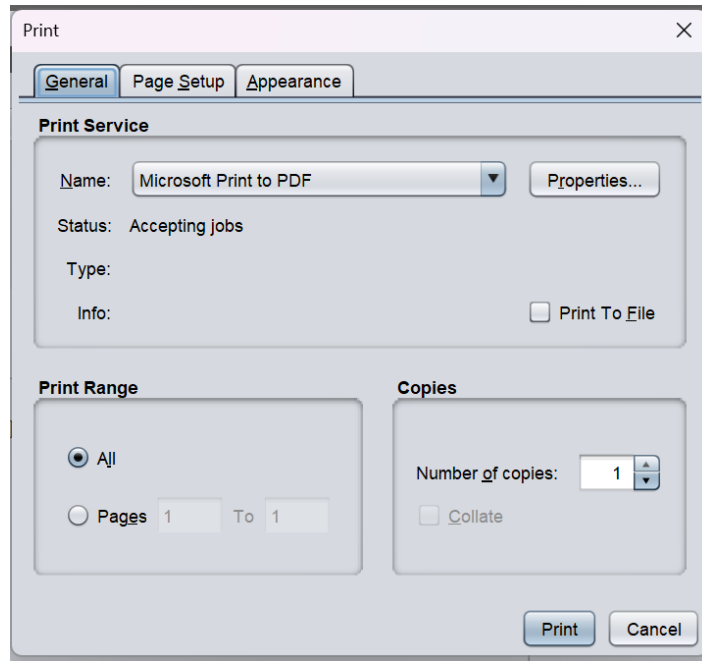 Print
General Page Setup Appearance
Print Service
Name: Microsoft Print to PDF Properties...
Status: Accepting jobs
Type:
Info: Print To File
Print Range
All
Pages 1 To 1
Copies
Number of copies: 1
Collate
Print Cancel